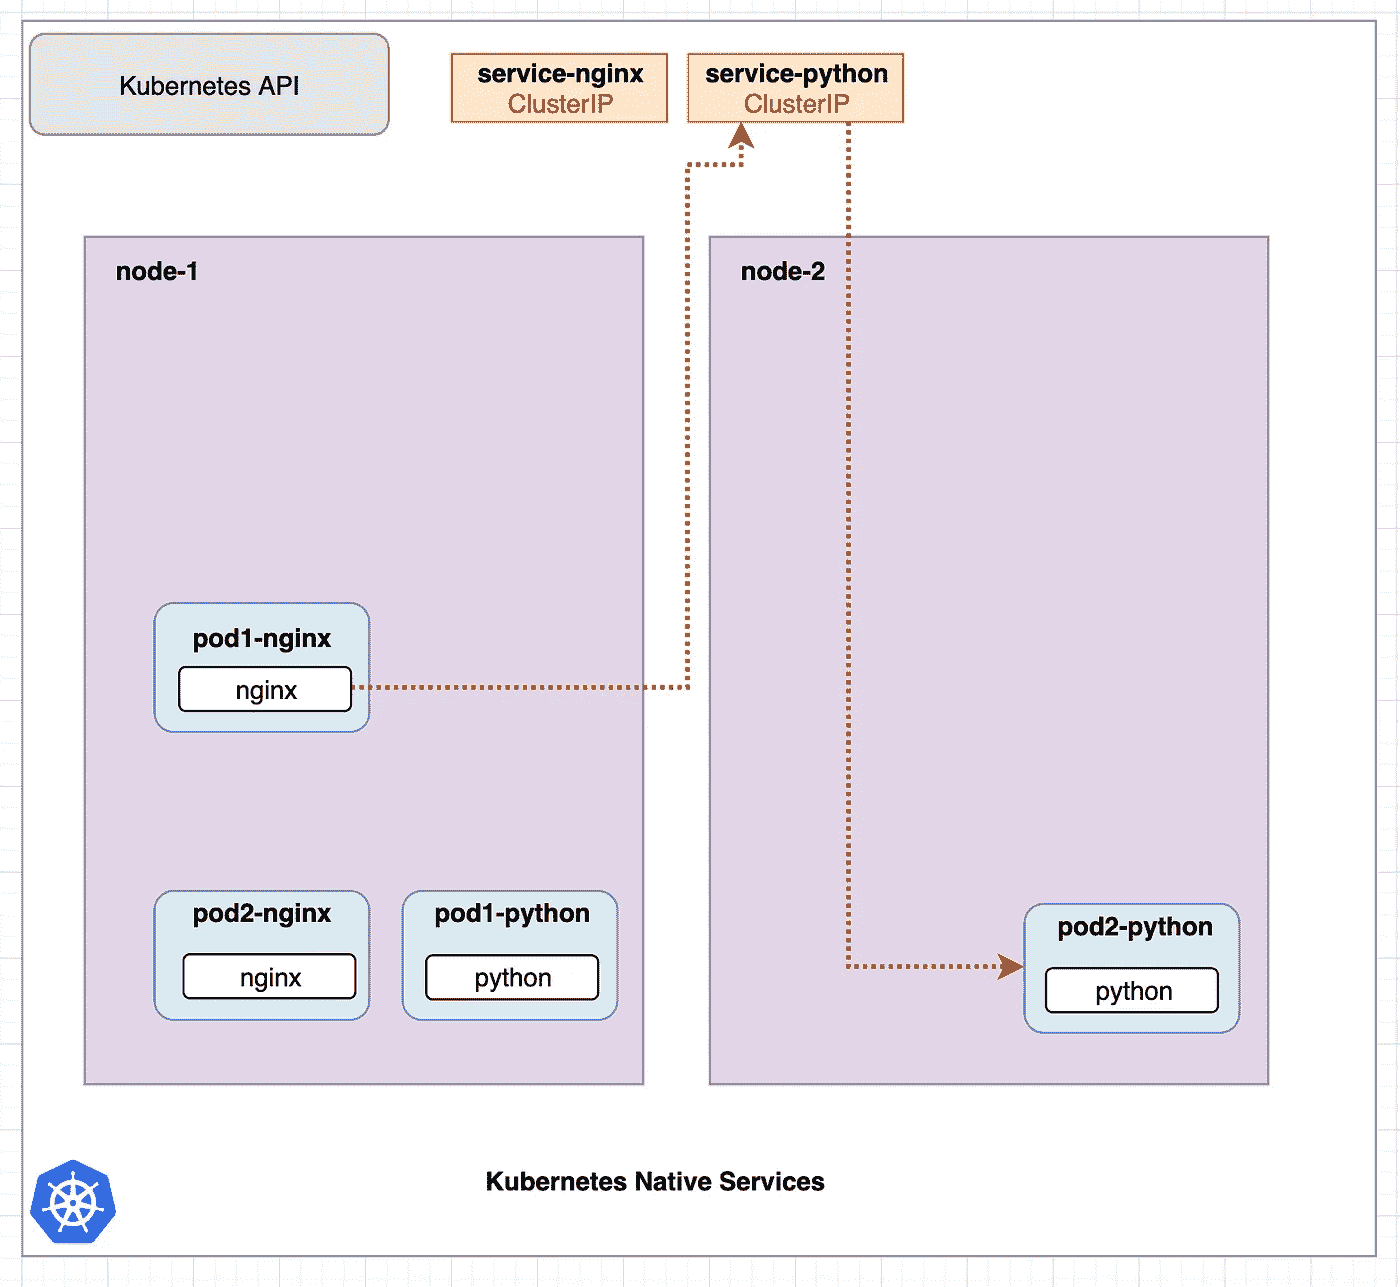 Kubernetes API
service-nginx
ClusterIP
service-python
ClusterIP
node-1
node-2
pod1-nginx
nginx
pod2-nginx
nginx
pod1-python
python
pod2-python
python
Kubernetes Native Services